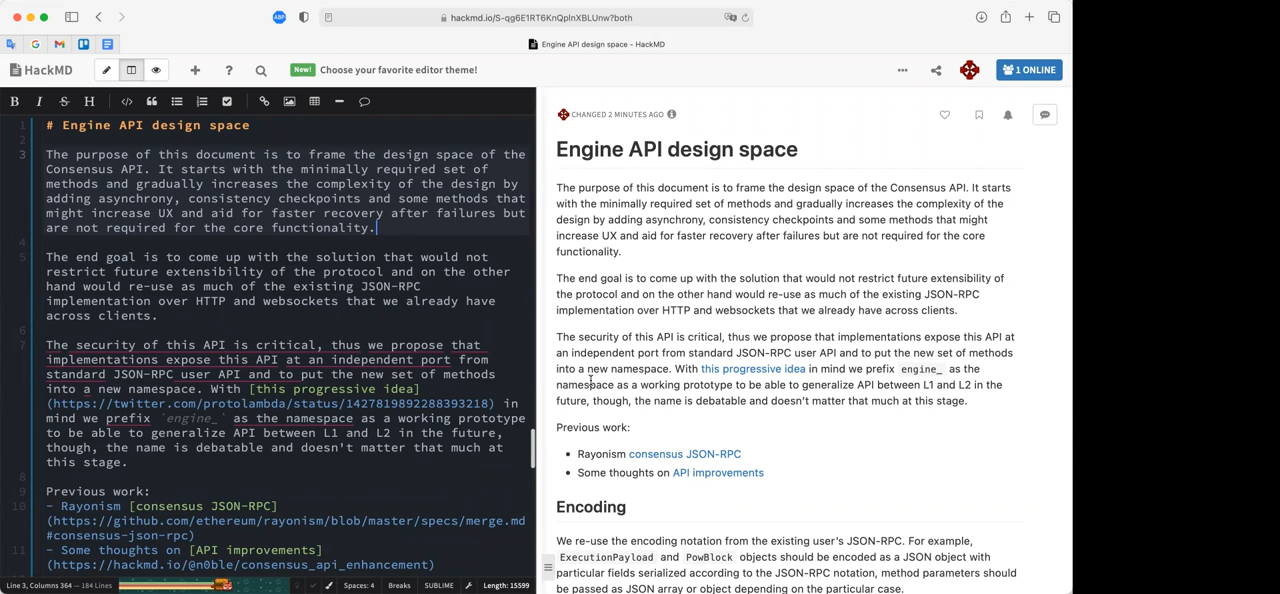 hackmd.io/S-qg6E1RT6KnQpInXBLUnw?both
Engine API design space - HackMD
HackMD
New!
Choose your favorite editor theme!
1 ONLINE
1 # Engine API design space
2
3 The purpose of this document is to frame the design space of the
Consensus API. It starts with the minimally required set of
methods and gradually increases the complexity of the design by
adding asynchrony, consistency checkpoints and some methods that
might increase UX and aid for faster recovery after failures but
are not required for the core functionality.
4
5 The end goal is to come up with the solution that would not
restrict future extensibility of the protocol and on the other
hand would re-use as much of the existing JSON-RPC
implementation over HTTP and websockets that we already have
across clients.
6
7 The security of this API is critical, thus we propose that
implementations expose this API at an independent port from
standard JSON-RPC user API and to put the new set of methods
into a new namespace. With [this progressive idea]
(https://twitter.com/protolambda/status/1427819892288393218) in
mind we prefix `engine_` as the namespace as a working prototype
to be able to generalize API between L1 and L2 in the future,
though, the name is debatable and doesn't matter that much at
this stage.
8
9 Previous work:
10 - Rayonism [consensus JSON-RPC]
(https://github.com/ethereum/rayonism/blob/master/specs/merge.md
#consensus-json-rpc)
11 - Some thoughts on [API improvements]
(https://hackmd.io/@n0ble/consensus_api_enhancement)
Line 3, Columns 364 — 184 Lines
Spaces: 4
Breaks
SUBLIME
Length: 15599
CHANGED 2 MINUTES AGO
Engine API design space
The purpose of this document is to frame the design space of the Consensus API. It starts
with the minimally required set of methods and gradually increases the complexity of the
design by adding asynchrony, consistency checkpoints and some methods that might
increase UX and aid for faster recovery after failures but are not required for the core
functionality.
The end goal is to come up with the solution that would not restrict future extensibility of
the protocol and on the other hand would re-use as much of the existing JSON-RPC
implementation over HTTP and websockets that we already have across clients.
The security of this API is critical, thus we propose that implementations expose this API at
an independent port from standard JSON-RPC user API and to put the new set of methods
into a new namespace. With this progressive idea in mind we prefix engine_ as the
namespace as a working prototype to be able to generalize API between L1 and L2 in the
future, though, the name is debatable and doesn't matter that much at this stage.
Previous work:
• Rayonism consensus JSON-RPC
• Some thoughts on API improvements
Encoding
We re-use the encoding notation from the existing user's JSON-RPC. For example,
ExecutionPayload and PowBlock objects should be encoded as a JSON object with
particular fields serialized according to the JSON-RPC notation, method parameters should
be passed as JSON array or object depending on the particular case.